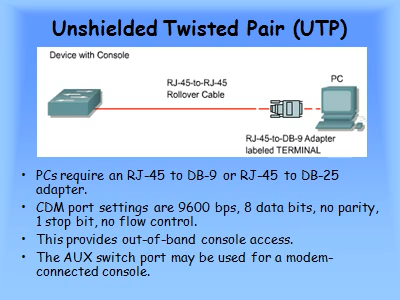 Unshielded Twisted Pair (UTP)
Device with Console
PC
RJ-45-to-RJ-45
Rollover Cable
RJ-45-to-DB-9 Adapter
labeled TERMINAL
• PCs require an RJ-45 to DB-9 or RJ-45 to DB-25
adapter.
• COM port settings are 9600 bps, 8 data bits, no parity,
1 stop bit, no flow control.
• This provides out-of-band console access.
• The AUX switch port may be used for a modem-
connected console.